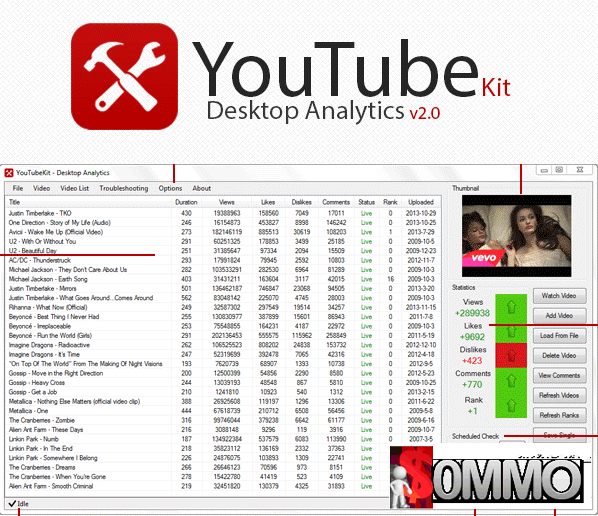 YouTube Kit
Desktop Analytics v2.0
YouTubeKit - Desktop Analytics
File Video Video List Troubleshooting Options About
Title Duration Views Likes Dislikes Comments Status Rank Uploaded
Justin Timberlake - TKO 430 19388963 158560 7049 17011 Live 0 2013-10-29
One Direction - Story of My Life (Audio) 246 16154873 453827 8998 146242 Live 0 2013-10-25
Avicii - Wake Me Up (Official Video) 273 182146119 885513 30619 108203 Live 1 2013-7-29
U2 - With Or Without You 291 60251325 178853 3499 25185 Live 0 2009-10-5
U2 - Beautiful Day 251 31385647 97334 2094 15509 Live 0 2009-12-23
AC/DC - Thunderstruck 293 17991824 79945 2592 10803 Live 0 2012-11-7
Michael Jackson - They Don't Care About Us 282 103533291 282530 6964 81289 Live 0 2009-10-3
Michael Jackson - Earth Song 403 31431211 163604 3117 42015 Live 16 2009-10-3
Justin Timberlake - Mirrors 501 136462187 746847 23068 94505 Live 0 2013-3-20
Justin Timberlake - What Goes Around...Comes Around 562 83048142 225070 4745 28003 Live 0 2009-10-3
Rihanna - What Now (Official) 249 32587302 297549 19514 34257 Live 0 2013-11-15
Beyoncé - Best Thing I Never Had 255 130830977 387899 15601 86943 Live 0 2011-7-8
Beyoncé - Irreplaceable 253 75548855 164231 4187 22972 Live 0 2009-10-3
Beyoncé - Run the World (Girls) 291 202136453 555575 115962 258849 Live 0 2011-5-19
Imagine Dragons - Radioactive 262 106525523 808202 24838 153732 Live 0 2012-12-10
Imagine Dragons - It's Time 247 52319699 392478 7065 42316 Live 0 2012-4-18
"On Top Of The World" From The Making Of Night Visions 193 7620739 68907 1393 10738 Live 0 2012-9-5
Gossip - Move in the Right Direction 200 12500399 54856 2290 8580 Live 0 2012-5-23
Gossip - Heavy Cross 244 13039193 48548 867 5810 Live 0 2009-10-25
Gossip - Get a Job 210 1241810 10923 540 1312 Live 0 2013-2-15
Metallica - Nothing Else Matters (official video clip) 388 26925608 119197 1296 13306 Live 0 2011-6-22
Metallica - One 444 67618739 210712 6508 56456 Live 0 2009-5-8
The Cranberries - Zombie 316 99746044 379238 6642 41177 Live 0 2009-6-16
Alien Ant Farm - These Days 216 3088148 9296 119 3916 Live 0 2009-10-7
Linkin Park - Numb 187 134922384 537579 6083 113990 Live 0 2007-3-5
Linkin Park - In The End 218 35823112 136169 2332 37363 Live
Linkin Park - Somewhere I Belong 224 22745971 74231 1109 13873 Live
The Cranberries - Dreams 266 26646123 70596 973 8151 Live
The Cranberries - When You're Gone 278 15422780 41419 523 4109 Live
Alien Ant Farm - Smooth Criminal 219 32451820 130379 4325 31893 Live
Idle
Thumbnail
vevo
Statistics
Views
+289938
Likes
+9692
Dislikes
+423
Comments
+770
Rank
+1
Watch Video
Add Video
Load From File
Delete Video
View Comments
Refresh Videos
Refresh Ranks
Scheduled Check
Save Single
$OMMO